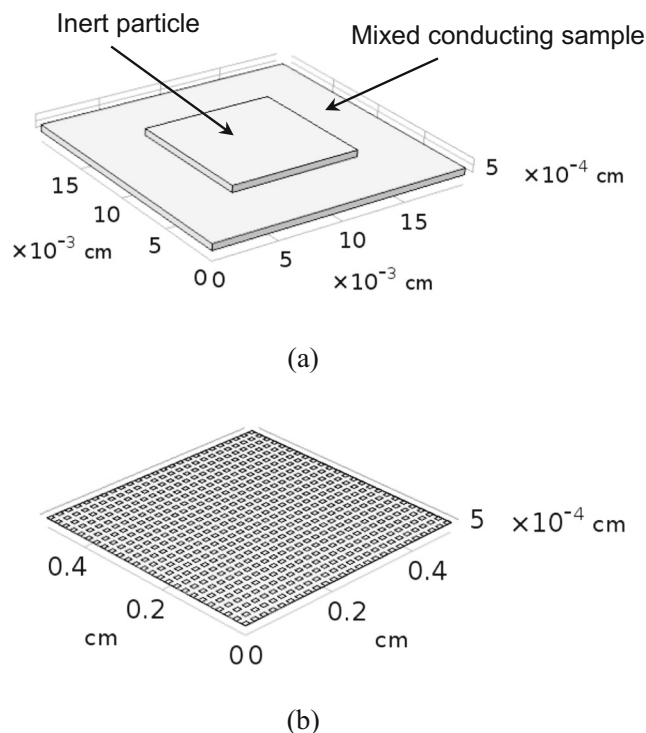 Inert particle
Mixed conducting sample
5 ×10⁻⁴ cm
15
10
5
×10⁻³ cm
0 0
5
10
15
×10⁻³ cm
(a)
5 ×10⁻⁴ cm
0.4
0.2
cm
0 0
0.2
0.4
cm
(b)